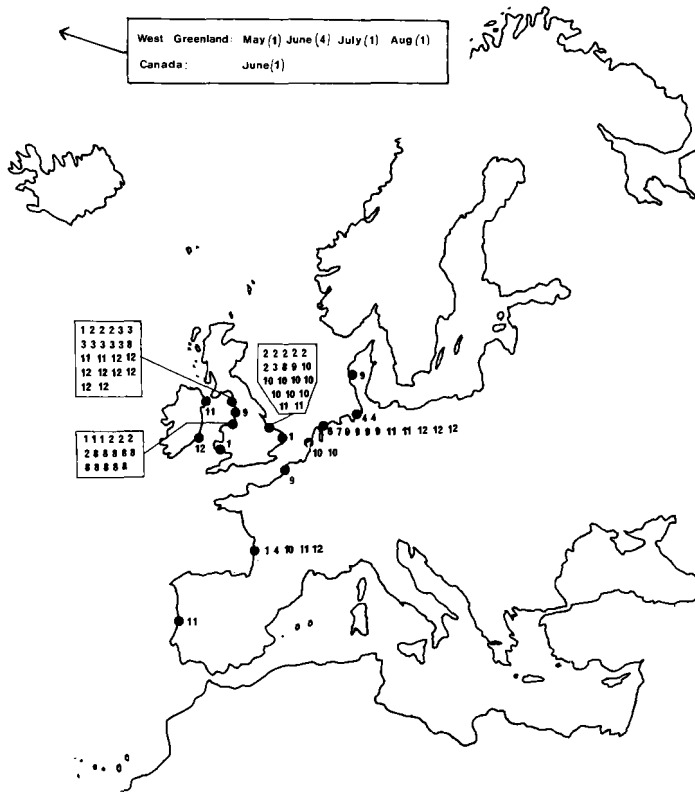 West Greenland: May (1) June (4) July (1) Aug (1)
Canada: June (1)
1 2 2 2 3 3
3 3 3 3 3 8
11 11 12 12
12 12 12 12
12 12
2 2 2 2 2
2 3 8 9 10
10 10 10 10
10 10 10
11 11
9
11
9
4 4
7 9 9 9 9 11 11 12 12 12
1 1 1 2 2 2
2 8 8 8 8 8
8 8 8 8 8
12
1
1
10 10
9
1 4 10 11 12
11